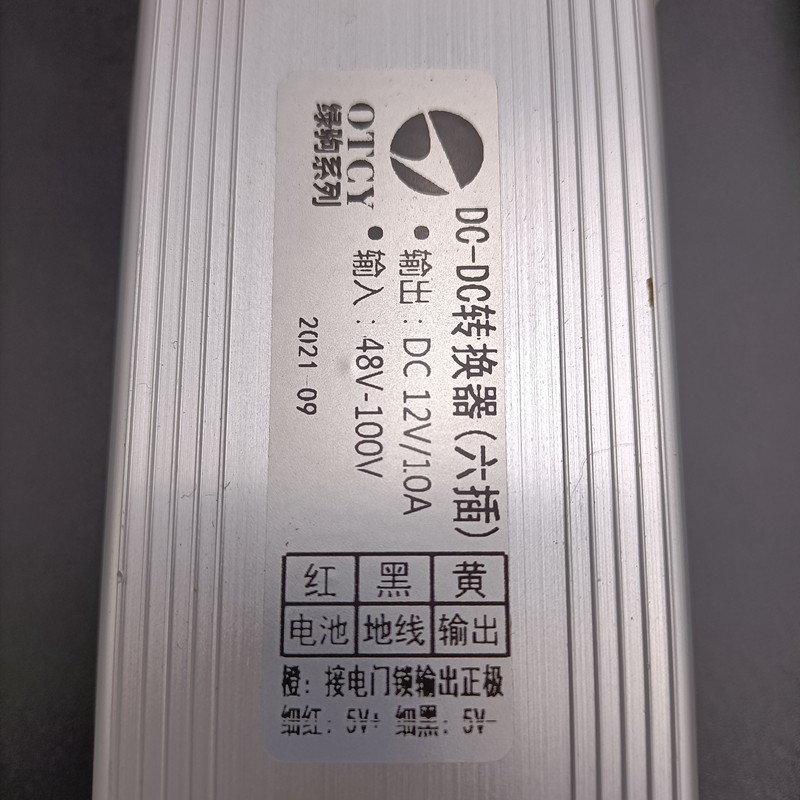 OTCY
绿驹系列
DC-DC转换器(六插)
● 输出：DC 12V/10A
● 输入：48V-100V
2021 09
红 黑 黄
电池 地线 输出
橙：接电门锁输出正极
红：5V+ 黑：5V-